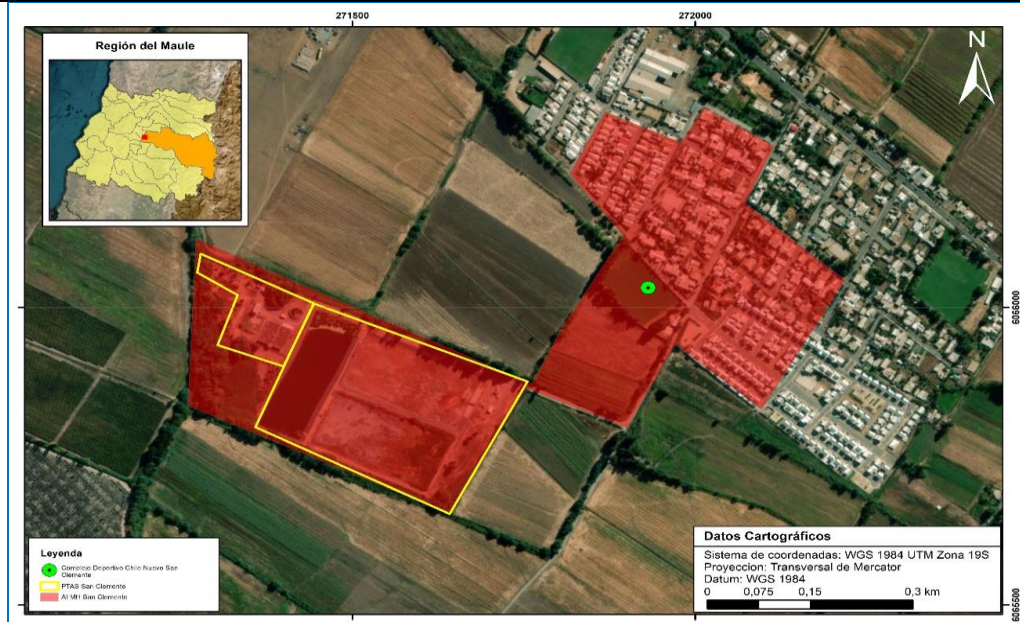 271500
272000
Región del Maule
N
6066000
Leyenda
Complejo Deportivo Chile Nuevo San
Clemente
PTAS San Clemente
AI MH San Clemente
Datos Cartográficos
Sistema de coordenadas: WGS 1984 UTM Zona 19S
Proyeccion: Transversal de Mercator
Datum: WGS 1984
0 0,075 0,15 0,3 km
6065500